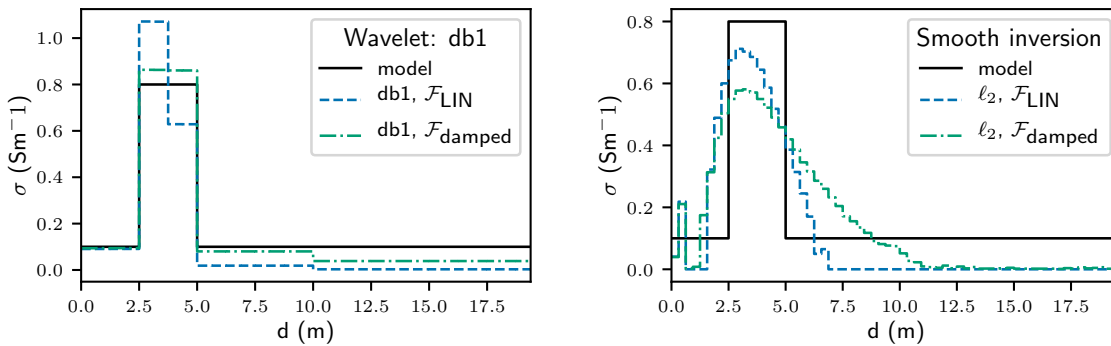 Wavelet: db1
model
db1, ℱLIN
db1, ℱdamped
σ (Sm⁻¹)
1.0
0.8
0.6
0.4
0.2
0.0
0.0 2.5 5.0 7.5 10.0 12.5 15.0 17.5
d (m)
Smooth inversion
model
ℓ₂, ℱLIN
ℓ₂, ℱdamped
σ (Sm⁻¹)
0.8
0.6
0.4
0.2
0.0
0.0 2.5 5.0 7.5 10.0 12.5 15.0 17.5
d (m)